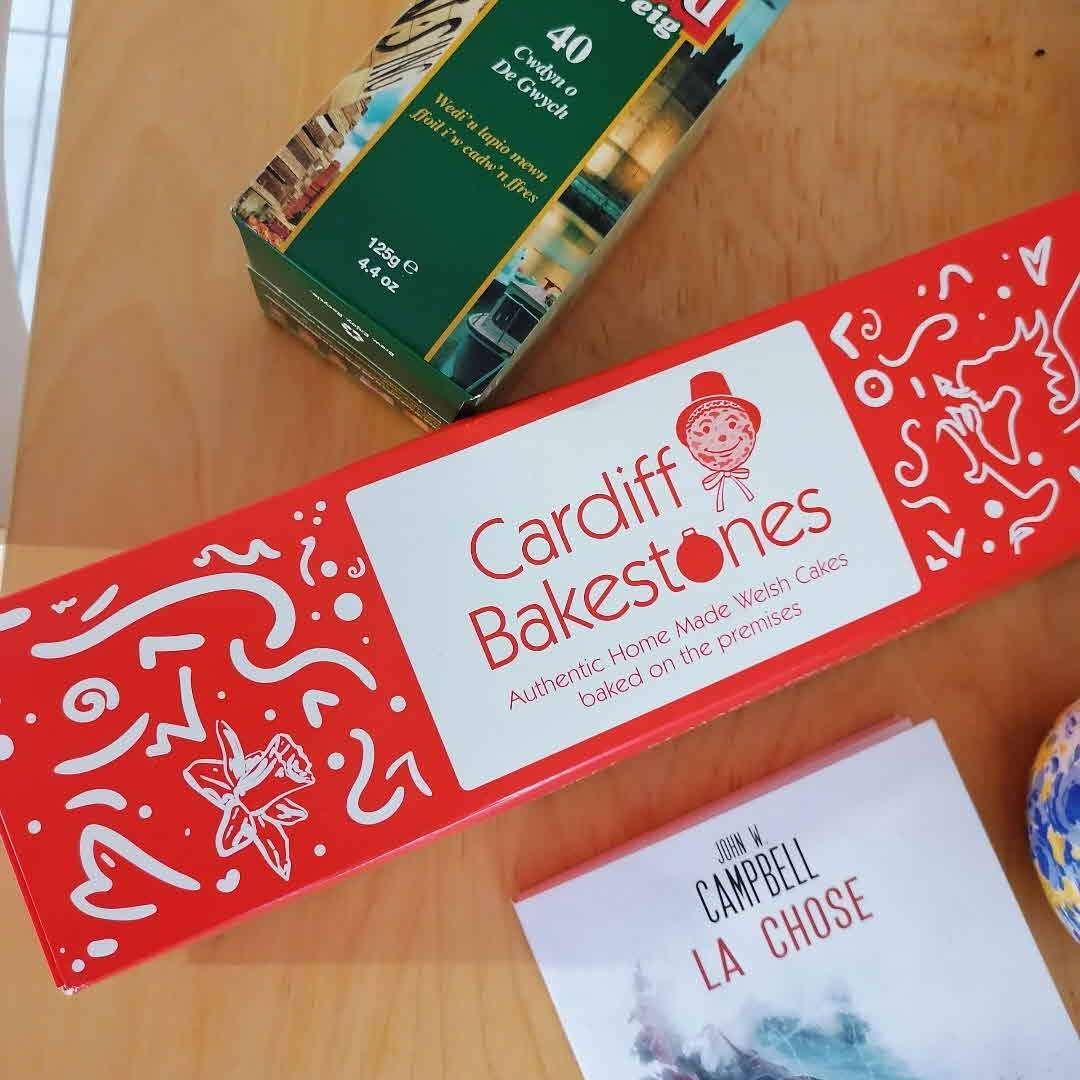 eig
40
Cwdyn o
De Gwych
Wedi'u lapio mewn
ffoil i'w cadw'n ffres
125g ℮
4.4 oz
Cardiff
Bakestones
Authentic Home Made Welsh Cakes
baked on the premises
JOHN W.
CAMPBELL
LA CHOSE